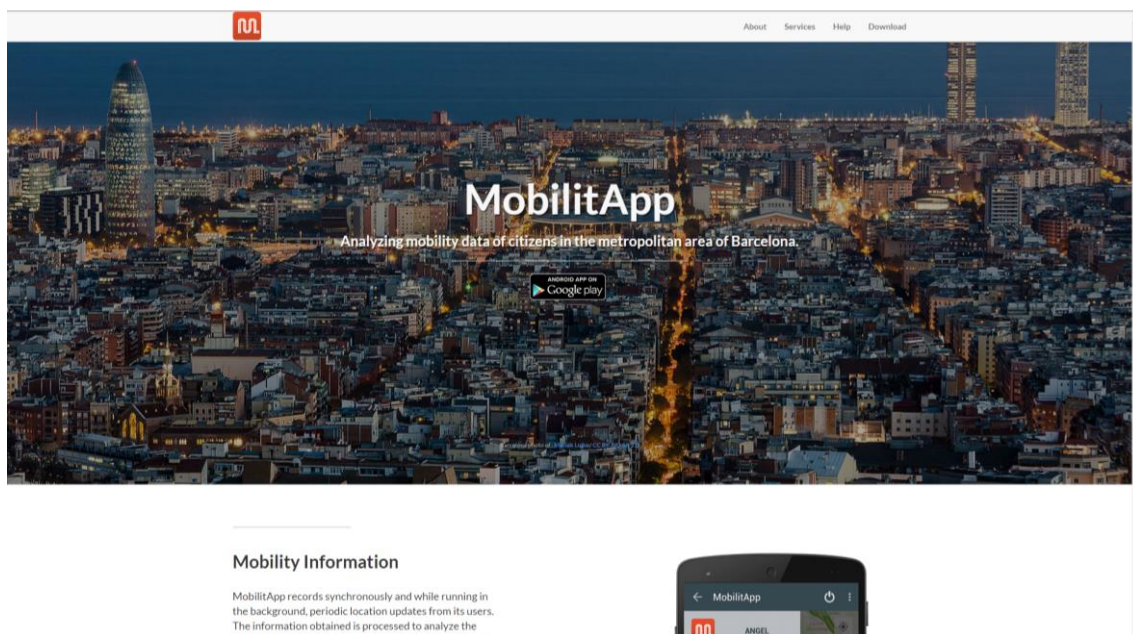 About Services Help Download
MobilitApp
Analyzing mobility data of citizens in the metropolitan area of Barcelona.
ANDROID APP ON
Google play
Mobility Information
MobilitApp records synchronously and while running in
the background, periodic location updates from its users.
The information obtained is processed to analyze the
MobilitApp
ANGEL